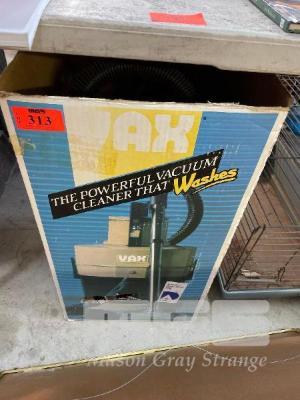 313
VAX
THE POWERFUL VACUUM
CLEANER THAT Washes
VAX
Mason Gray Strange